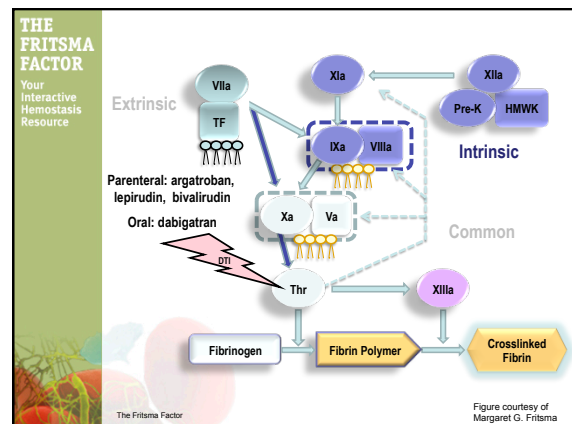 THE
FRITSMA
FACTOR
Your
Interactive
Hemostasis
Resource
Extrinsic
VIIa
TF
XIa
XIIa
Pre-K
HMWK
IXa
VIIIa
Intrinsic
Parenteral: argatroban,
lepirudin, bivalirudin
Oral: dabigatran
Xa
Va
Common
DTI
Thr
XIIIa
Fibrinogen
Fibrin Polymer
Crosslinked
Fibrin
The Fritsma Factor
Figure courtesy of
Margaret G. Fritsma